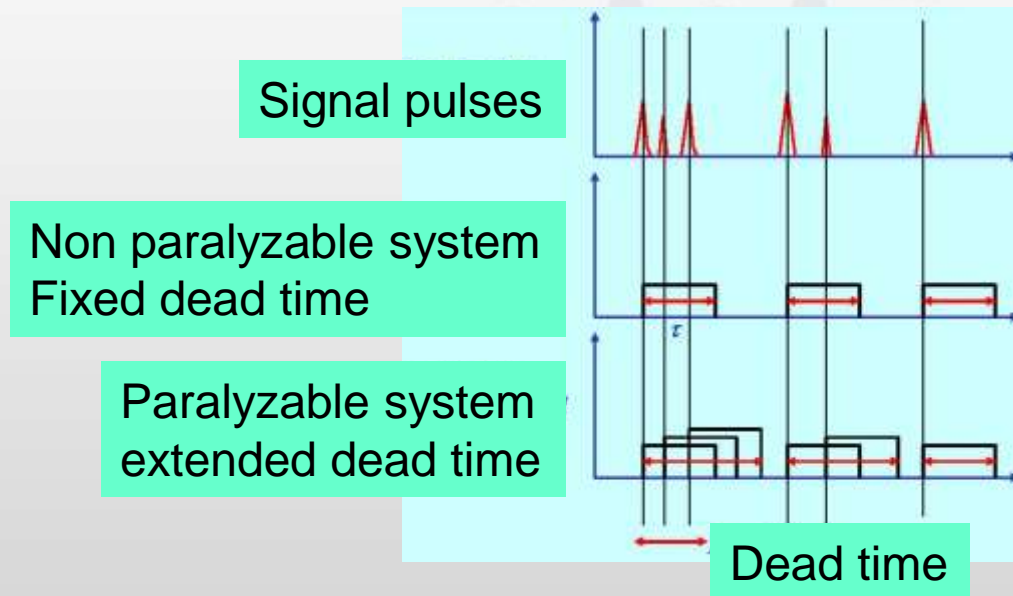 Signal pulses
Non paralyzable system
Fixed dead time
τ
Paralyzable system
extended dead time
Dead time